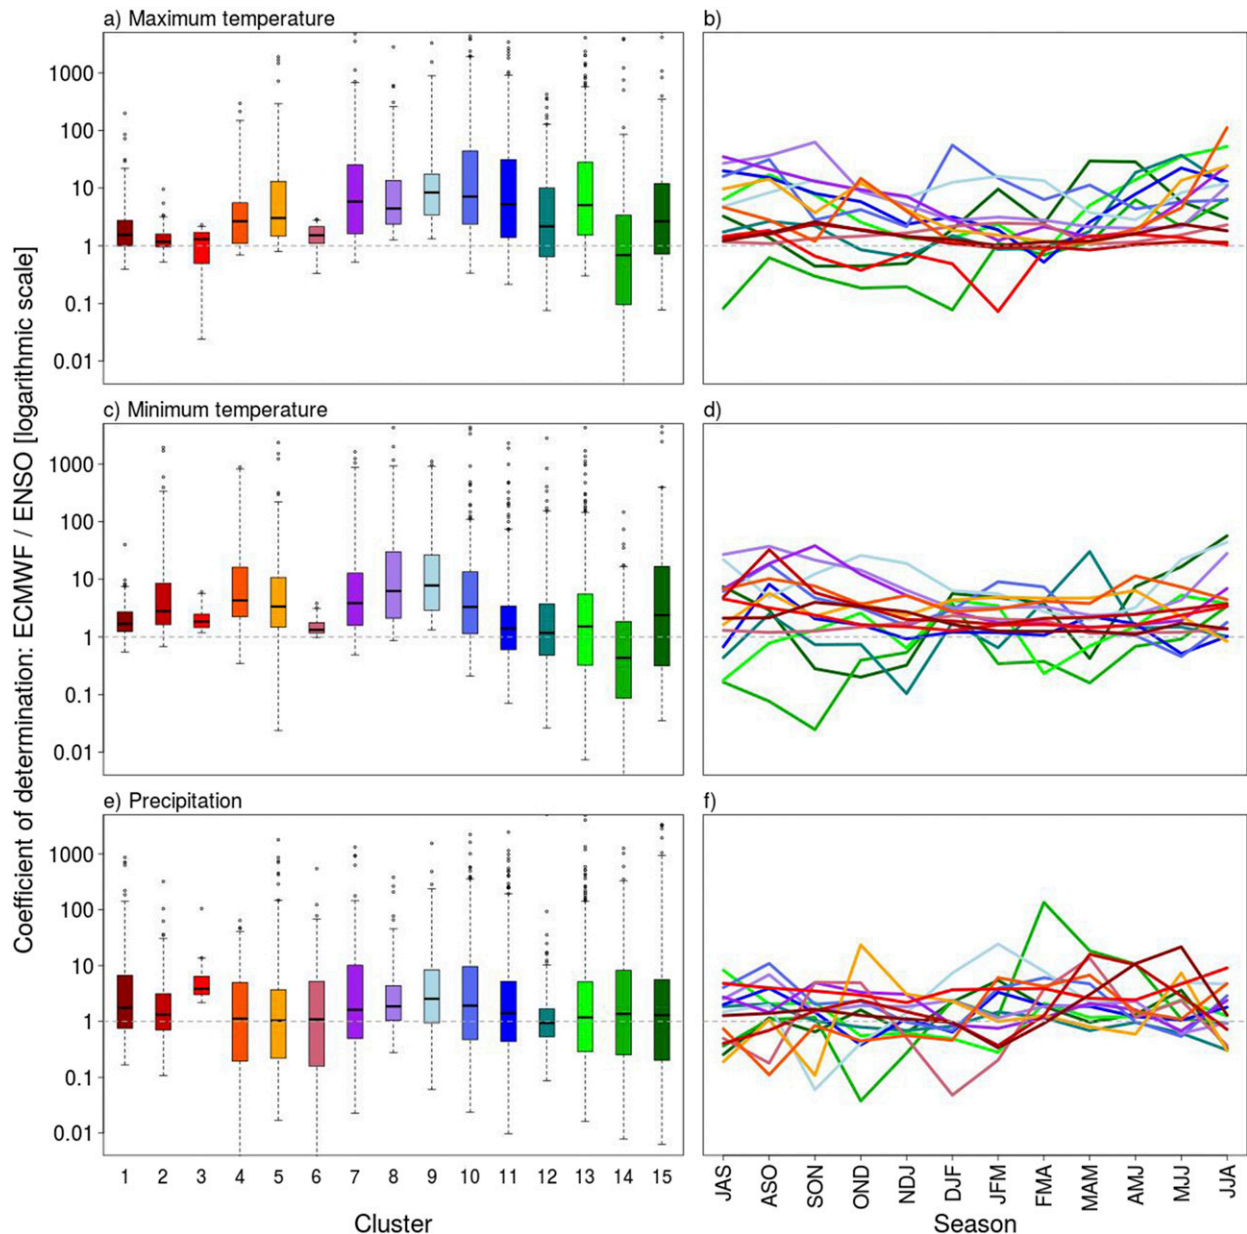 a) Maximum temperature
b)
1000
100
10
1
0.1
0.01
c) Minimum temperature
d)
1000
100
10
1
0.1
0.01
e) Precipitation
f)
1000
100
10
1
0.1
0.01
Coefficient of determination: ECMWF / ENSO [logarithmic scale]
1 2 3 4 5 6 7 8 9 10 11 12 13 14 15
JAS ASO SON OND NDJ DJF JFM FMA MAM AMJ MJJ JJA
Cluster
Season